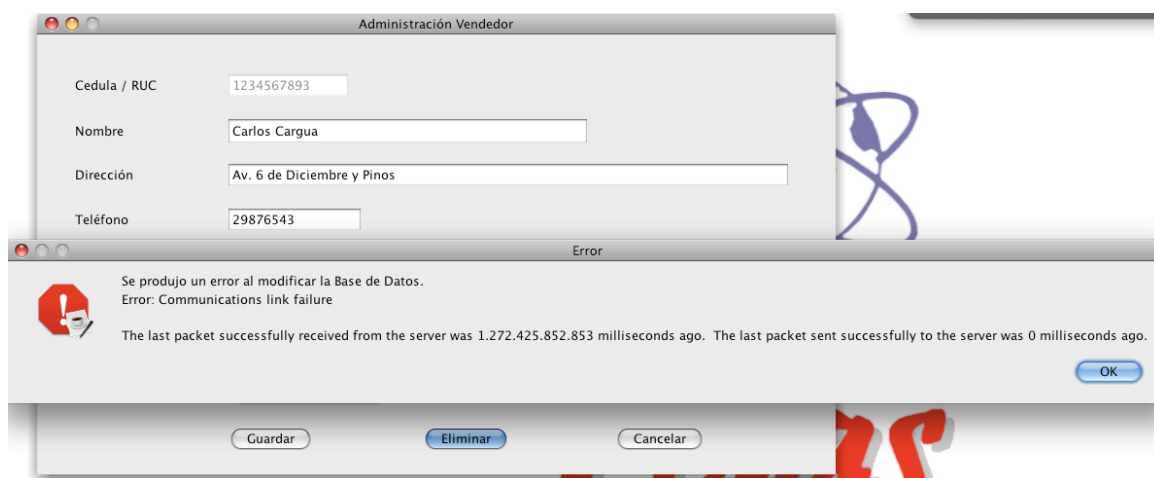 Administración Vendedor
Cedula / RUC 1234567893
Nombre Carlos Cargua
Dirección Av. 6 de Diciembre y Pinos
Teléfono 29876543
Error
Se produjo un error al modificar la Base de Datos.
Error: Communications link failure
The last packet successfully received from the server was 1.272.425.852.853 milliseconds ago. The last packet sent successfully to the server was 0 milliseconds ago.
OK
Guardar Eliminar Cancelar